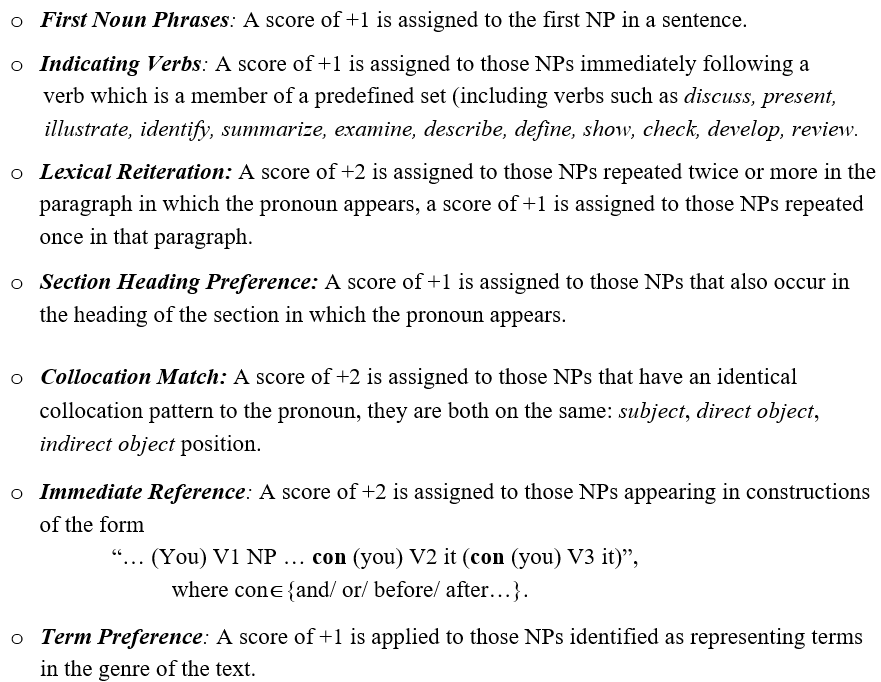 o First Noun Phrases: A score of +1 is assigned to the first NP in a sentence.
o Indicating Verbs: A score of +1 is assigned to those NPs immediately following a
verb which is a member of a predefined set (including verbs such as discuss, present,
illustrate, identify, summarize, examine, describe, define, show, check, develop, review.
o Lexical Reiteration: A score of +2 is assigned to those NPs repeated twice or more in the
paragraph in which the pronoun appears, a score of +1 is assigned to those NPs repeated
once in that paragraph.
o Section Heading Preference: A score of +1 is assigned to those NPs that also occur in
the heading of the section in which the pronoun appears.
o Collocation Match: A score of +2 is assigned to those NPs that have an identical
collocation pattern to the pronoun, they are both on the same: subject, direct object,
indirect object position.
o Immediate Reference: A score of +2 is assigned to those NPs appearing in constructions
of the form
“… (You) V1 NP … con (you) V2 it (con (you) V3 it)”,
where con∈{and/ or/ before/ after…}.
o Term Preference: A score of +1 is applied to those NPs identified as representing terms
in the genre of the text.